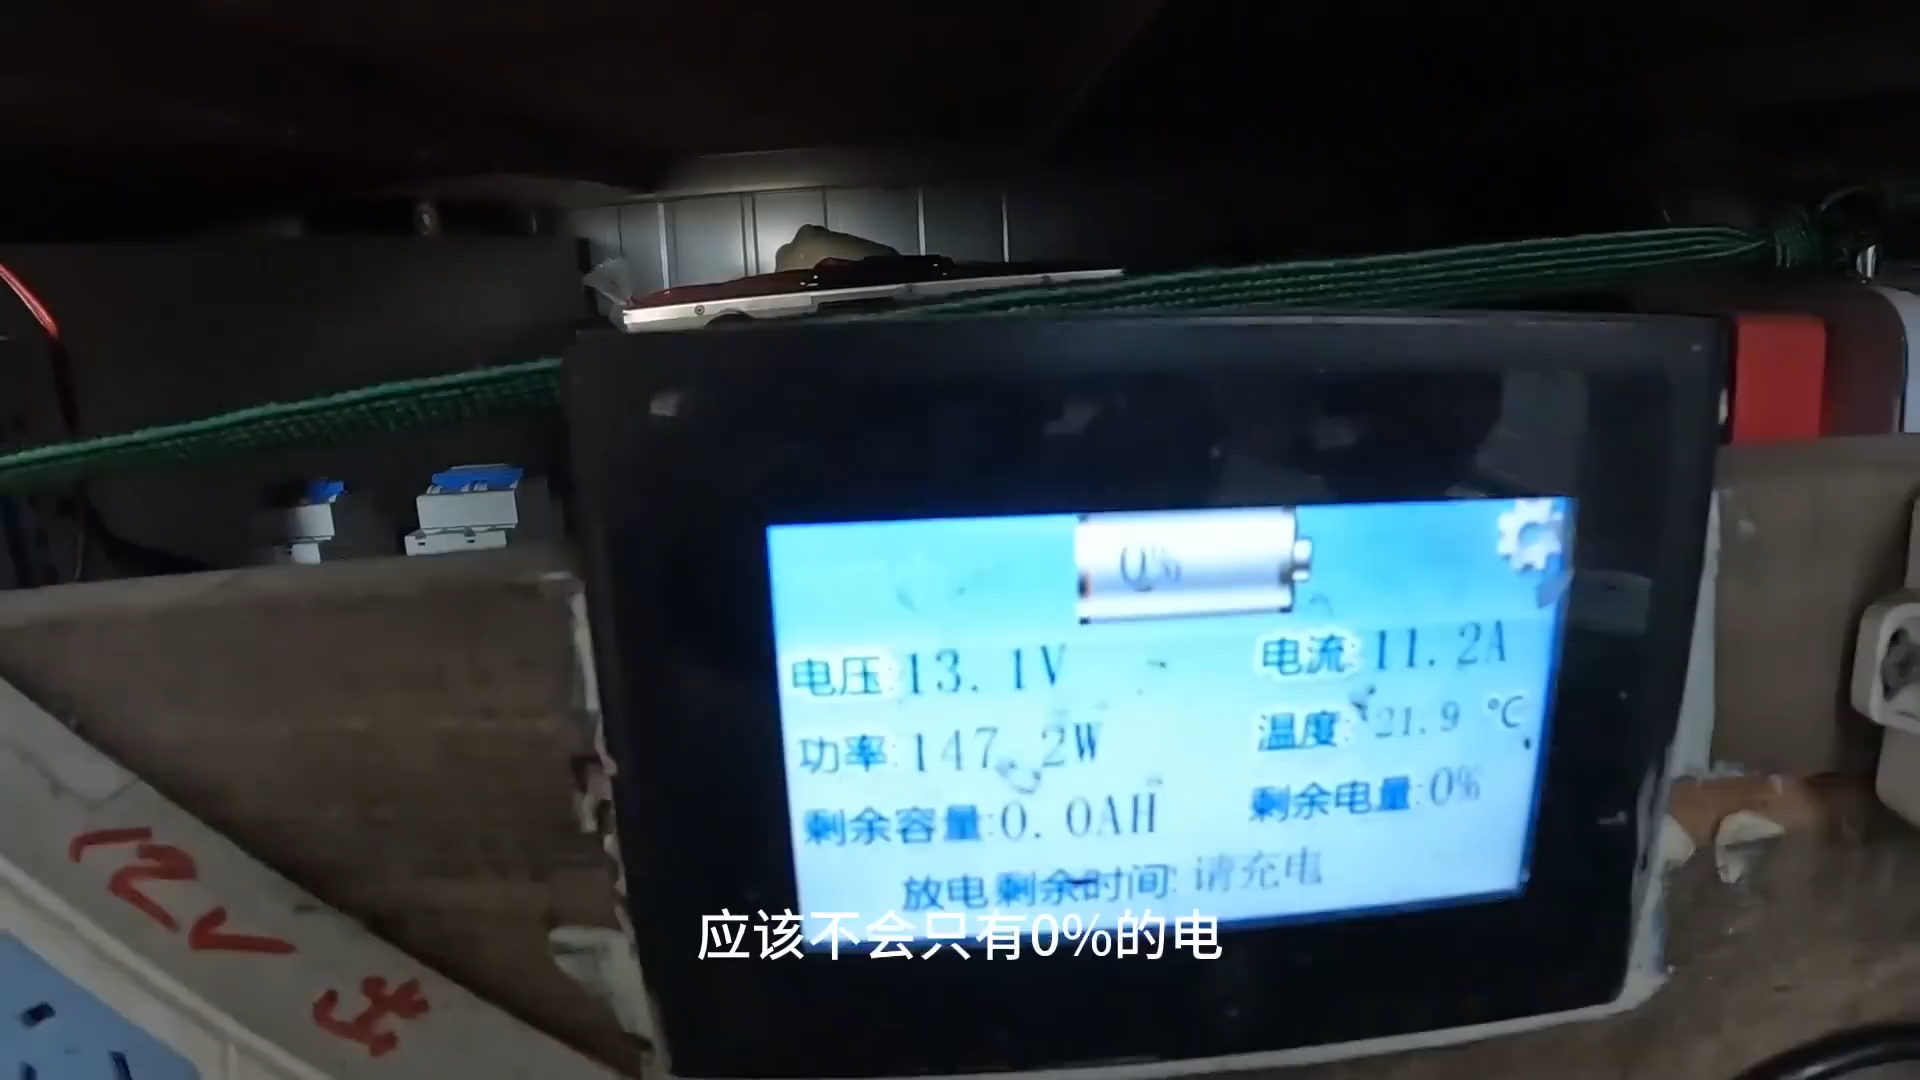 0%
电压:13.1V 电流:11.2A
功率:147.2W 温度:21.9 ℃
剩余容量:0.0AH 剩余电量:0%
放电剩余时间:请充电
应该不会只有0%的电
12V